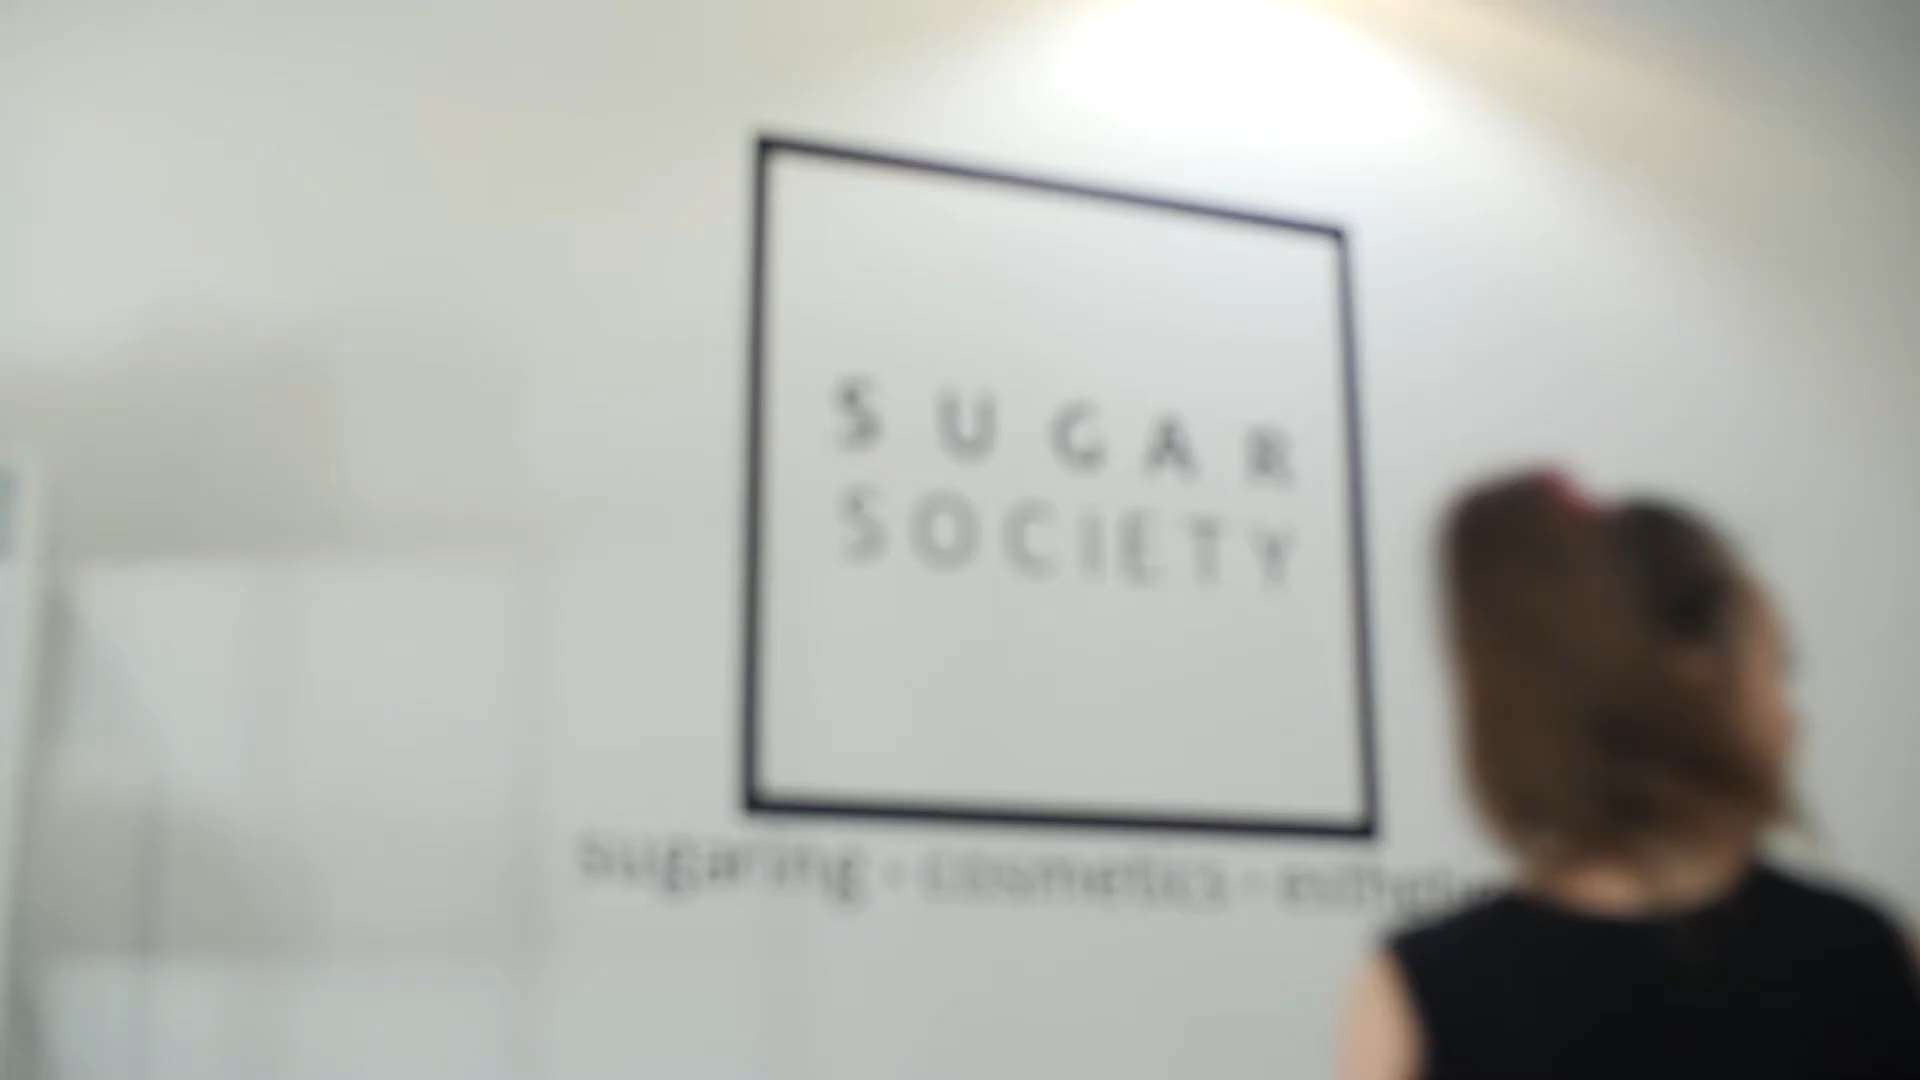 SUGAR
SOCIETY
sugaring · cosmetics ·